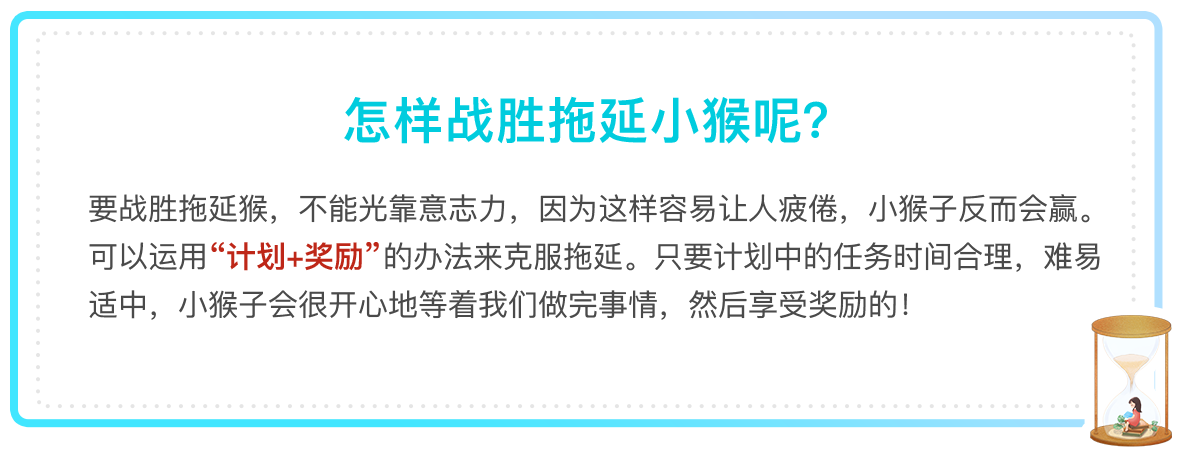 怎样战胜拖延小猴呢?
要战胜拖延猴，不能光靠意志力，因为这样容易让人疲倦，小猴子反而会赢。
可以运用“计划+奖励”的办法来克服拖延。只要计划中的任务时间合理，难易
适中，小猴子会很开心地等着我们做完事情，然后享受奖励的！